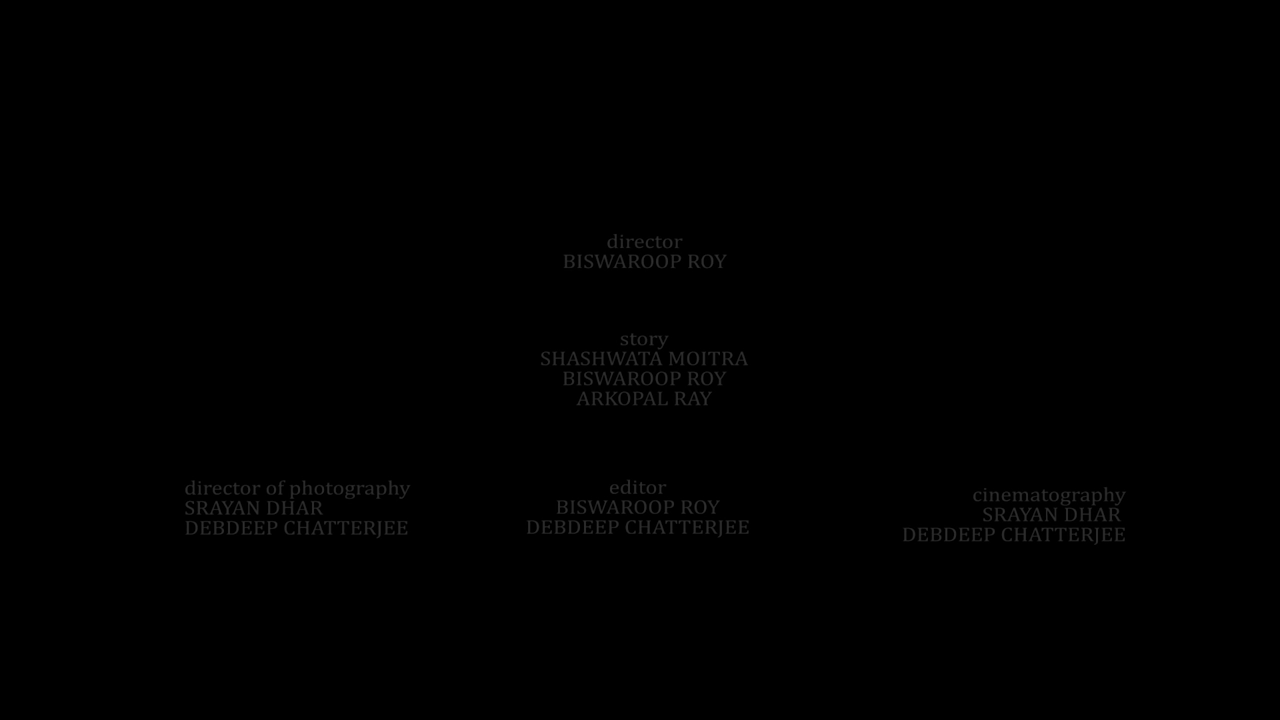 director
BISWAROOP ROY
story
SHASHWATA MOITRA
BISWAROOP ROY
ARKOPAL RAY
director of photography
SRAYAN DHAR
DEBDEEP CHATTERJEE
editor
BISWAROOP ROY
DEBDEEP CHATTERJEE
cinematography
SRAYAN DHAR
DEBDEEP CHATTERJEE